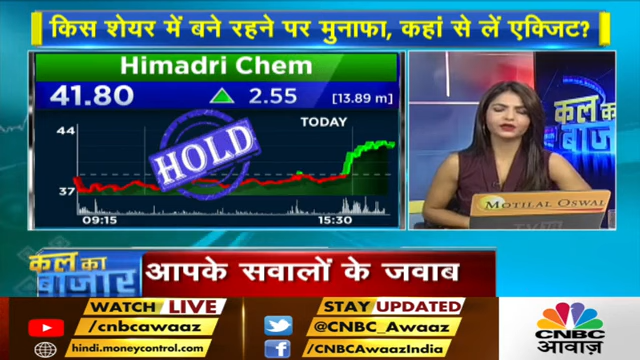 किस शेयर में बने रहने पर मुनाफा, कहां से लें एक्जिट?
Himadri Chem
41.80 2.55 [13.89 m]
TODAY
44
HOLD
37
09:15 15:30
कल का
बाजार
MOTILAL OSWAL
कल का
बाजार
आपके सवालों के जवाब
WATCH LIVE
/cnbcawaaz
hindi.moneycontrol.com
STAY UPDATED
@CNBC_Awaaz
/CNBCAwaazIndia
CNBC
आवाज़